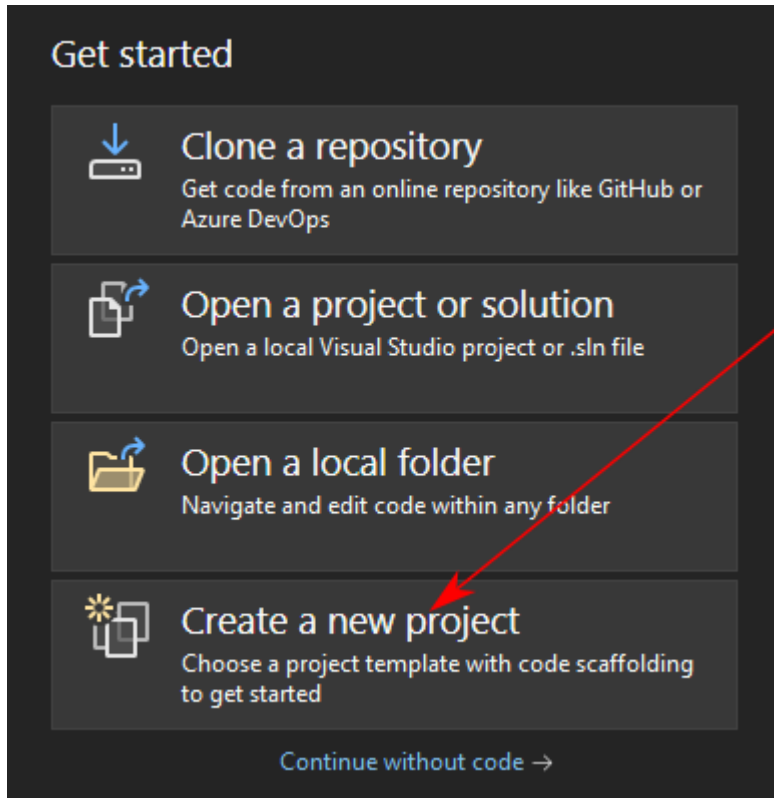 Get started
Clone a repository
Get code from an online repository like GitHub or
Azure DevOps
Open a project or solution
Open a local Visual Studio project or .sln file
Open a local folder
Navigate and edit code within any folder
Create a new project
Choose a project template with code scaffolding
to get started
Continue without code →